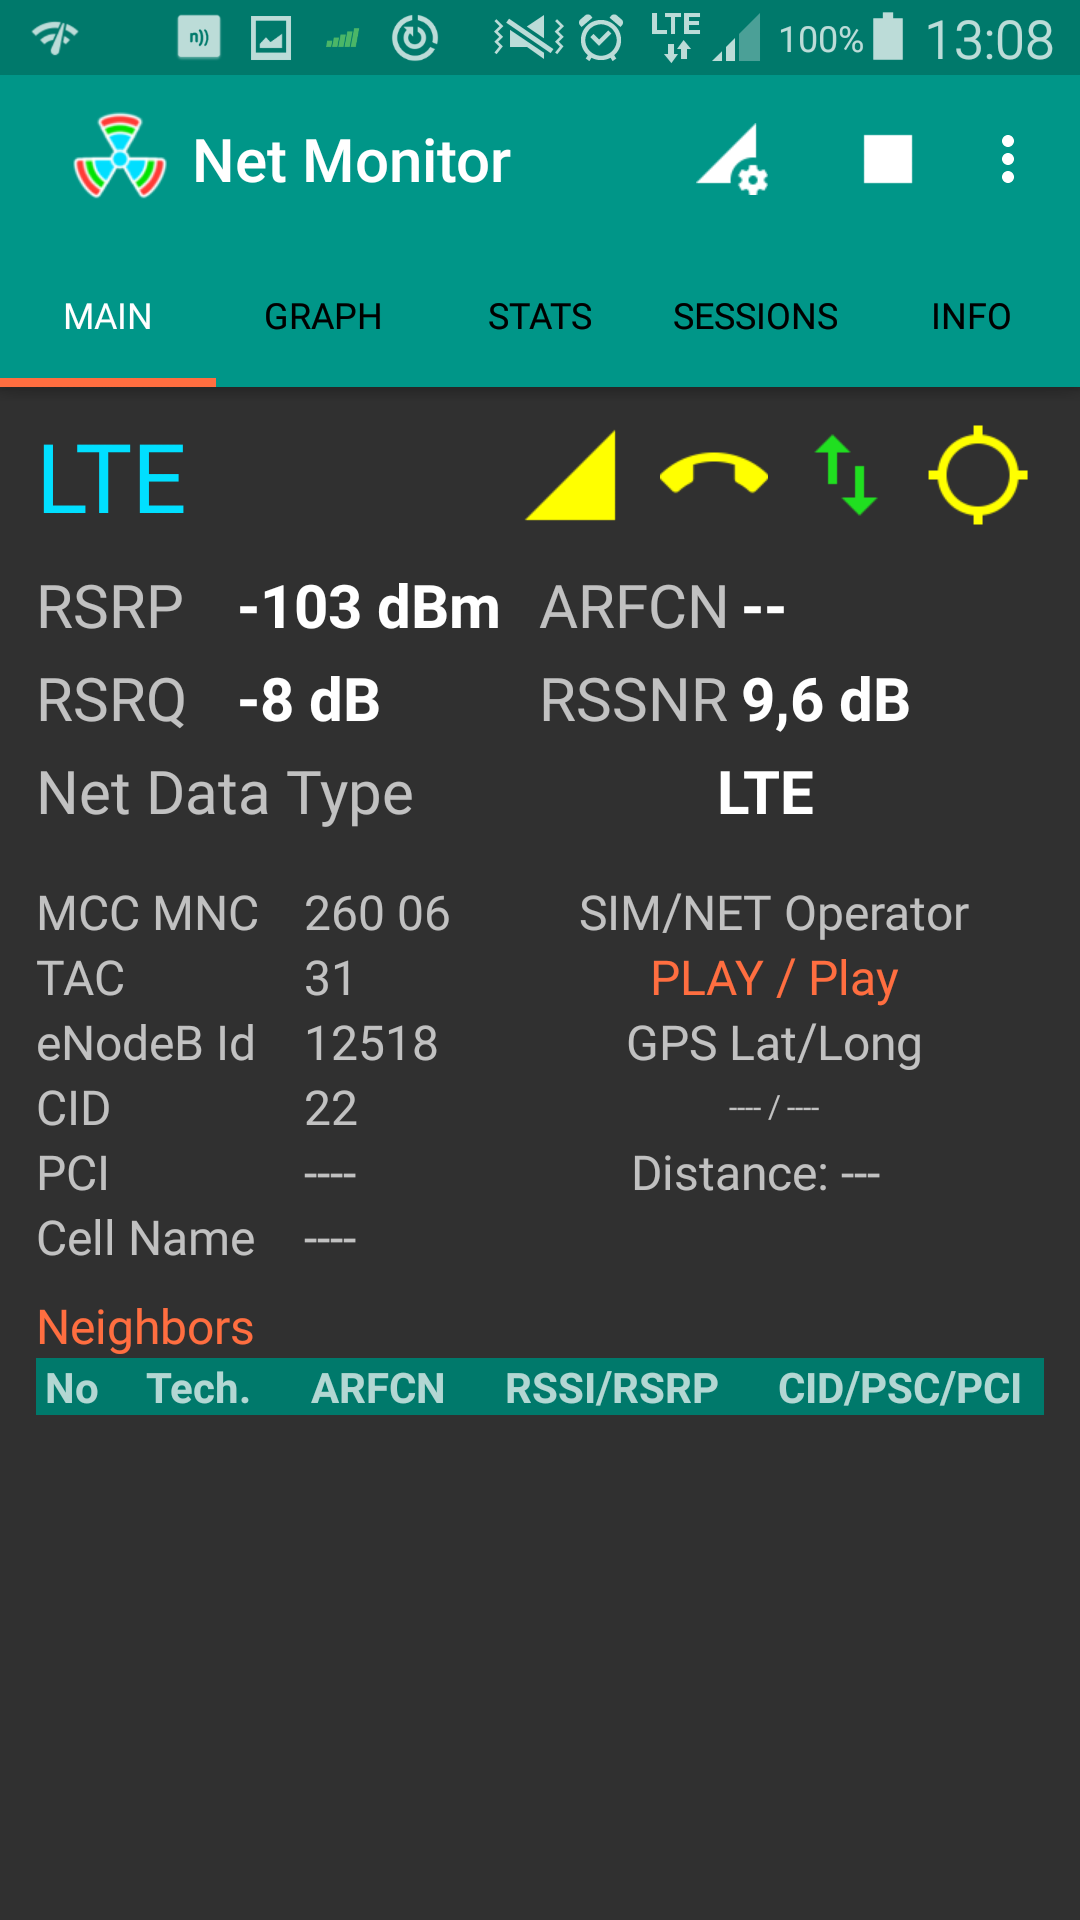 n)) LTE 100% 13:08
Net Monitor
MAIN GRAPH STATS SESSIONS INFO
LTE
RSRP -103 dBm ARFCN --
RSRQ -8 dB RSSNR 9,6 dB
Net Data Type LTE
MCC MNC 260 06 SIM/NET Operator
TAC 31 PLAY / Play
eNodeB Id 12518 GPS Lat/Long
CID 22 ---- / ----
PCI ---- Distance: ---
Cell Name ----
Neighbors
No Tech. ARFCN RSSI/RSRP CID/PSC/PCI